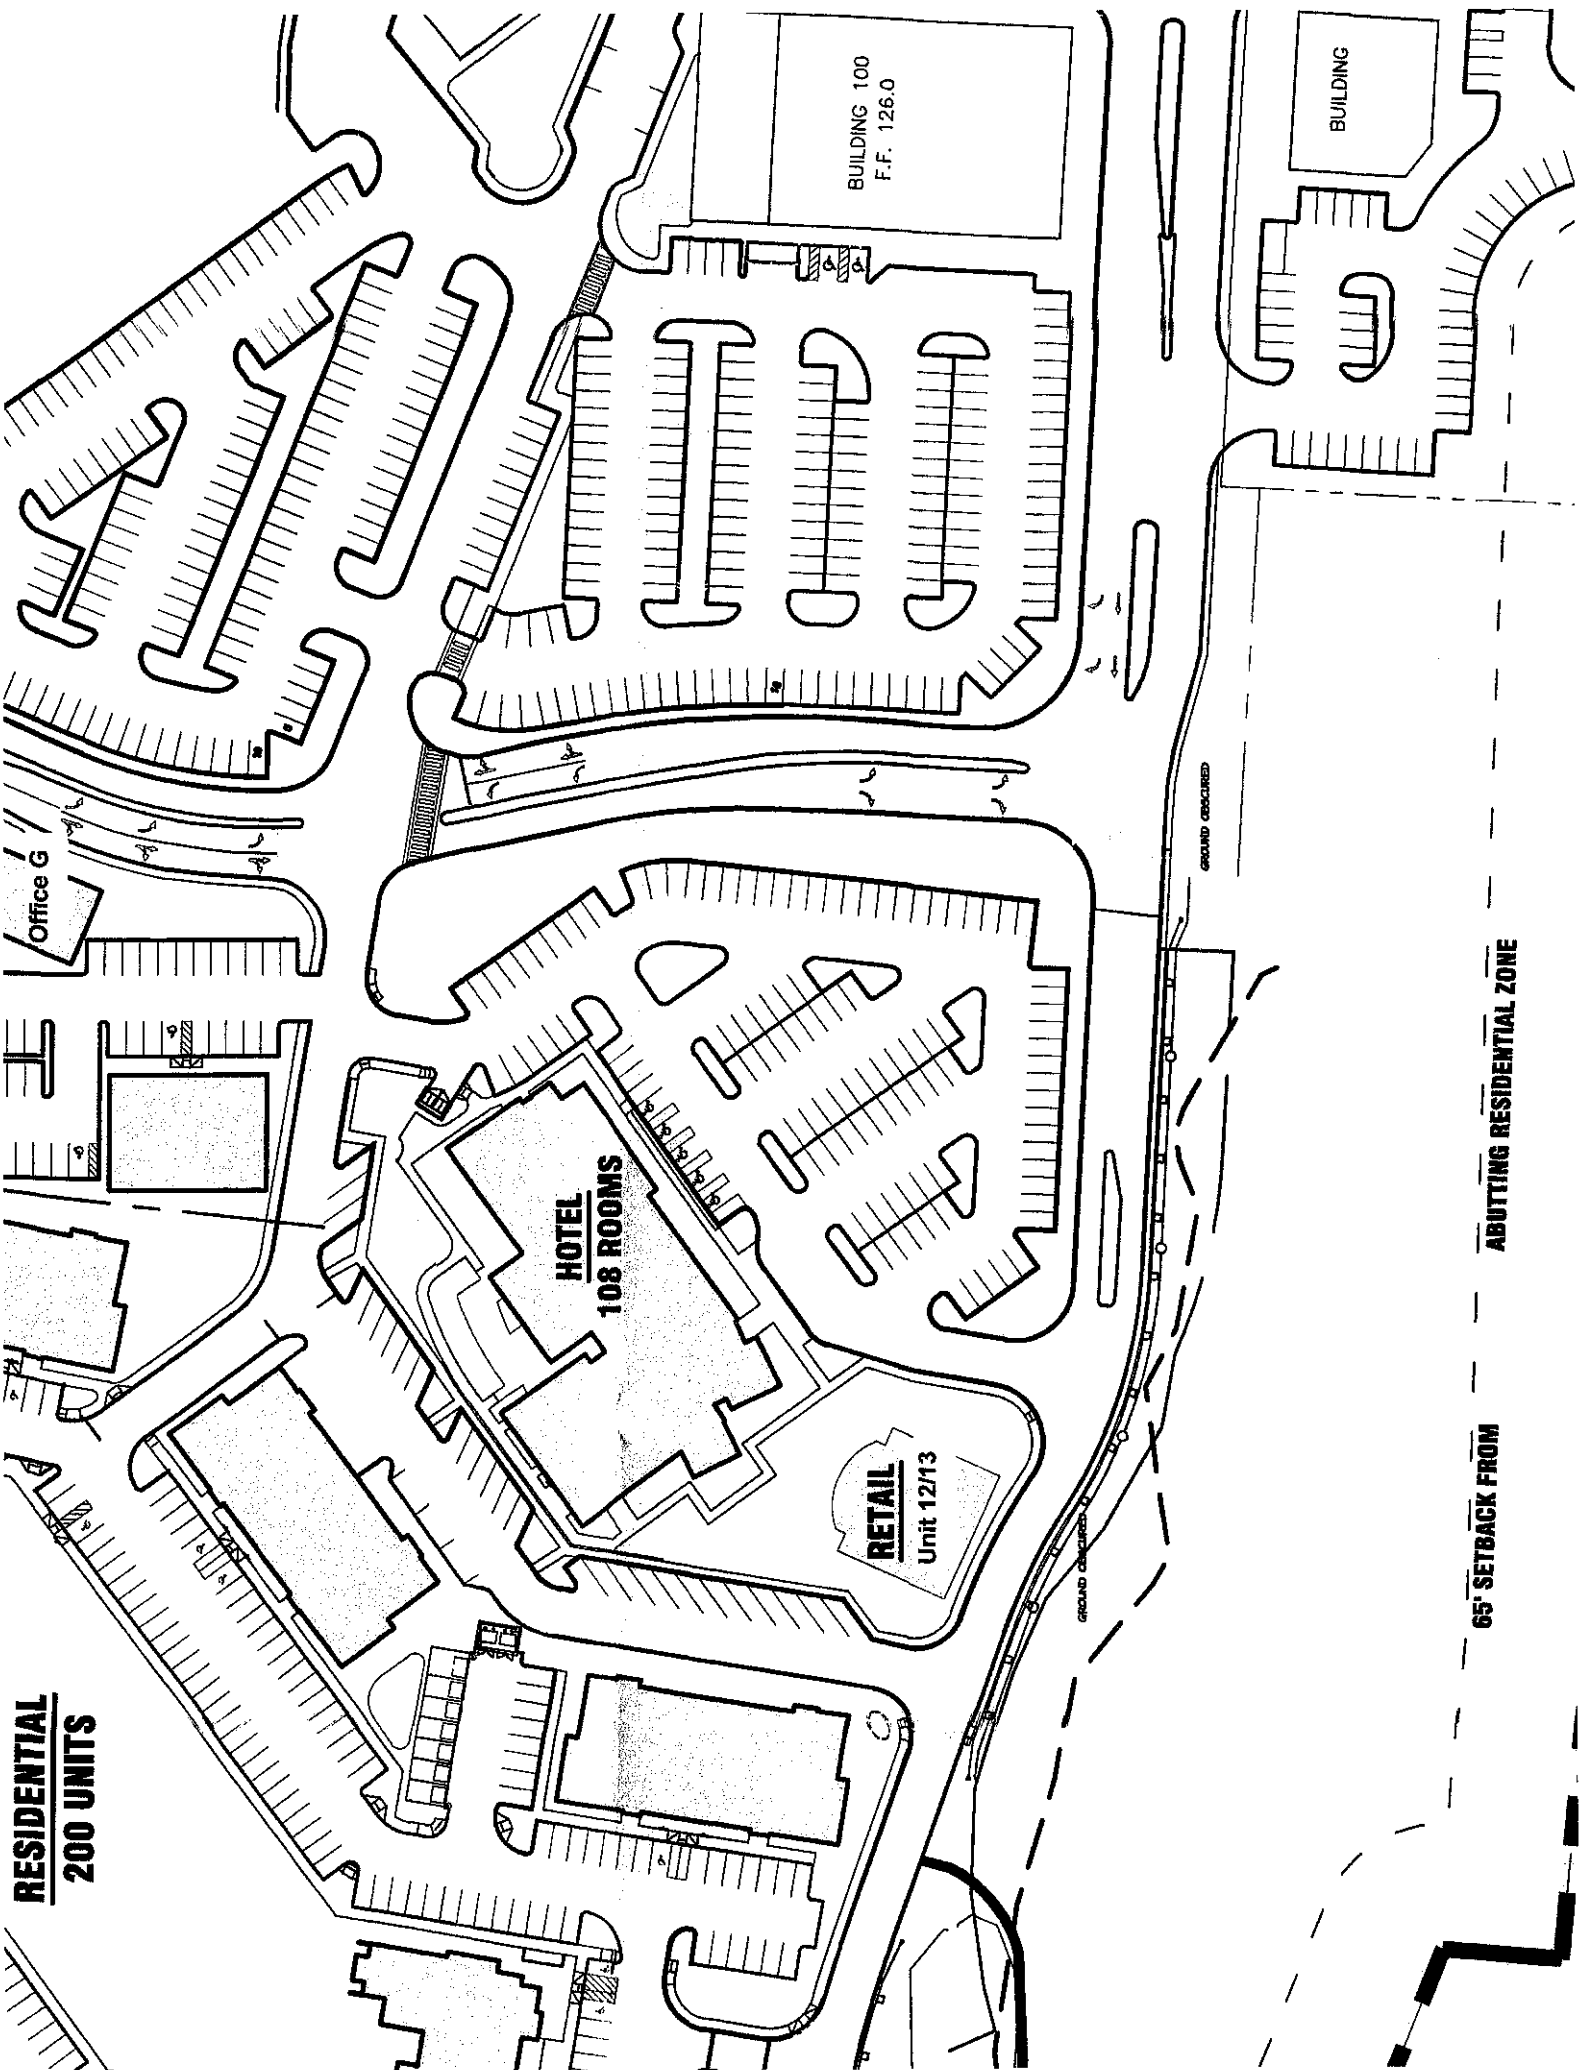 RESIDENTIAL
200 UNITS
Office G
HOTEL
108 ROOMS
RETAIL
Unit 12/13
BUILDING 100
F.F. 126.0
BUILDING
GROUND OBSCURED
GROUND OBSCURED
65' SETBACK FROM
ABUTTING RESIDENTIAL ZONE